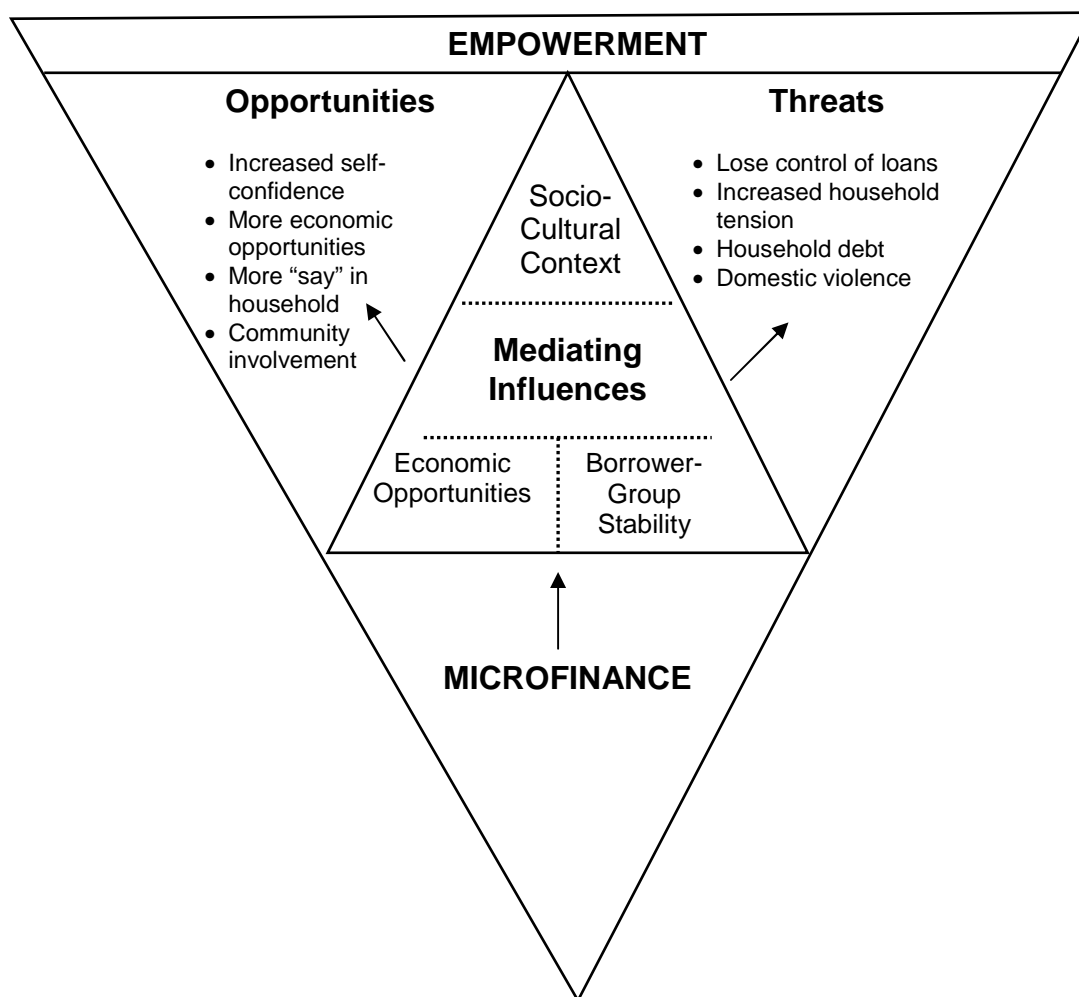 EMPOWERMENT
Opportunities
• Increased self-
confidence
• More economic
opportunities
• More “say” in
household
• Community
involvement
Threats
• Lose control of loans
• Increased household
tension
• Household debt
• Domestic violence
Socio-
Cultural
Context
Mediating
Influences
Economic
Opportunities
Borrower-
Group
Stability
MICROFINANCE